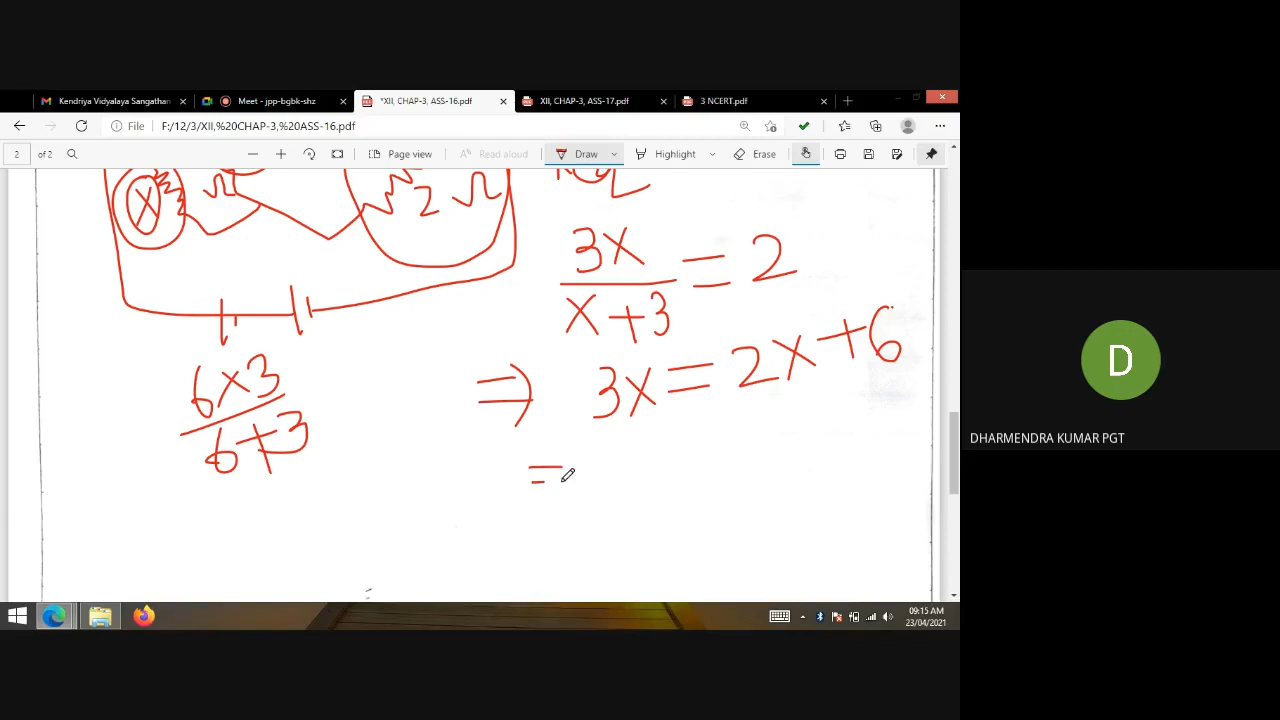 Kendriya Vidyalaya Sangathan
Meet - jpp-bgbk-shz
*XII, CHAP-3, ASS-16.pdf
XII, CHAP-3, ASS-17.pdf
3 NCERT.pdf
File
F:/12/3/XII,%20CHAP-3,%20ASS-16.pdf
2 of 2
Page view
Read aloud
Draw
Highlight
Erase
X Ω
2 Ω
3x
x+3
= 2
⇒ 3x = 2x+6
6x3
6+3
=
DHARMENDRA KUMAR PGT
D
09:15 AM
23/04/2021